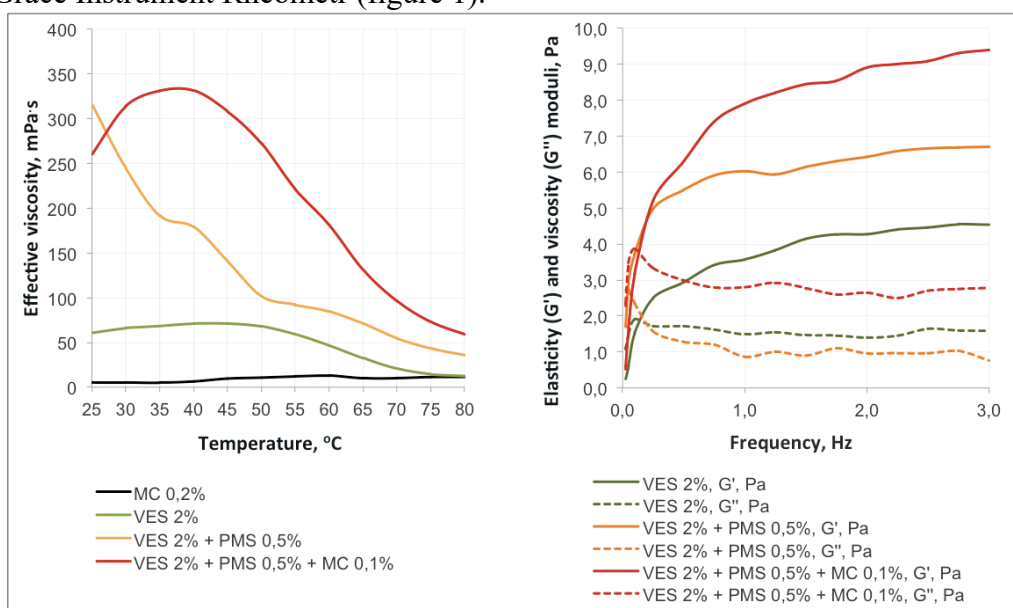 Grace Instrument Rheometr (figure 1).
Effective viscosity, mPa·s
400
350
300
250
200
150
100
50
0
25 30 35 40 45 50 55 60 65 70 75 80
Temperature, °C
MC 0,2%
VES 2%
VES 2% + PMS 0,5%
VES 2% + PMS 0,5% + MC 0,1%
Elasticity (G') and viscosity (G'') moduli, Pa
10,0
9,0
8,0
7,0
6,0
5,0
4,0
3,0
2,0
1,0
0,0
0,0 1,0 2,0 3,0
Frequency, Hz
VES 2%, G', Pa
VES 2%, G'', Pa
VES 2% + PMS 0,5%, G', Pa
VES 2% + PMS 0,5%, G'', Pa
VES 2% + PMS 0,5% + MC 0,1%, G', Pa
VES 2% + PMS 0,5% + MC 0,1%, G'', Pa